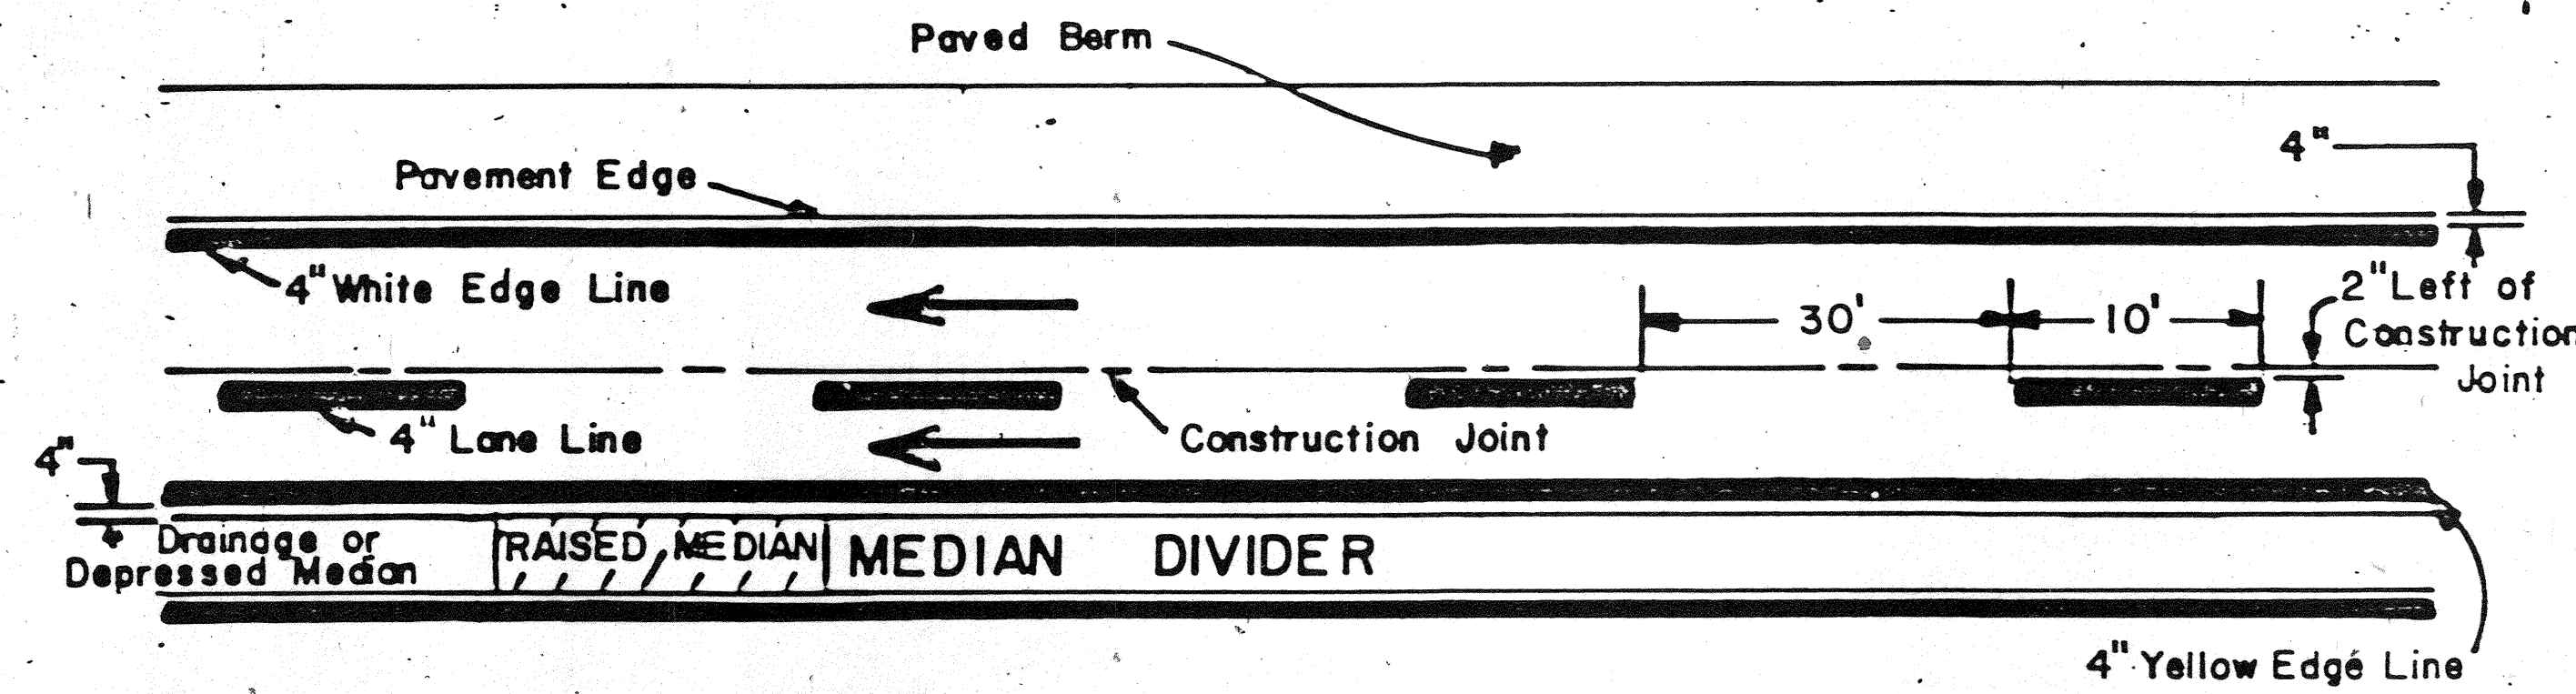 Paved Berm
4"
Pavement Edge
4" White Edge Line
30'
10'
2" Left of
Construction
Joint
4" Lane Line
Construction Joint
4"
Drainage or
Depressed Median
RAISED MEDIAN
MEDIAN DIVIDER
4" Yellow Edge Line